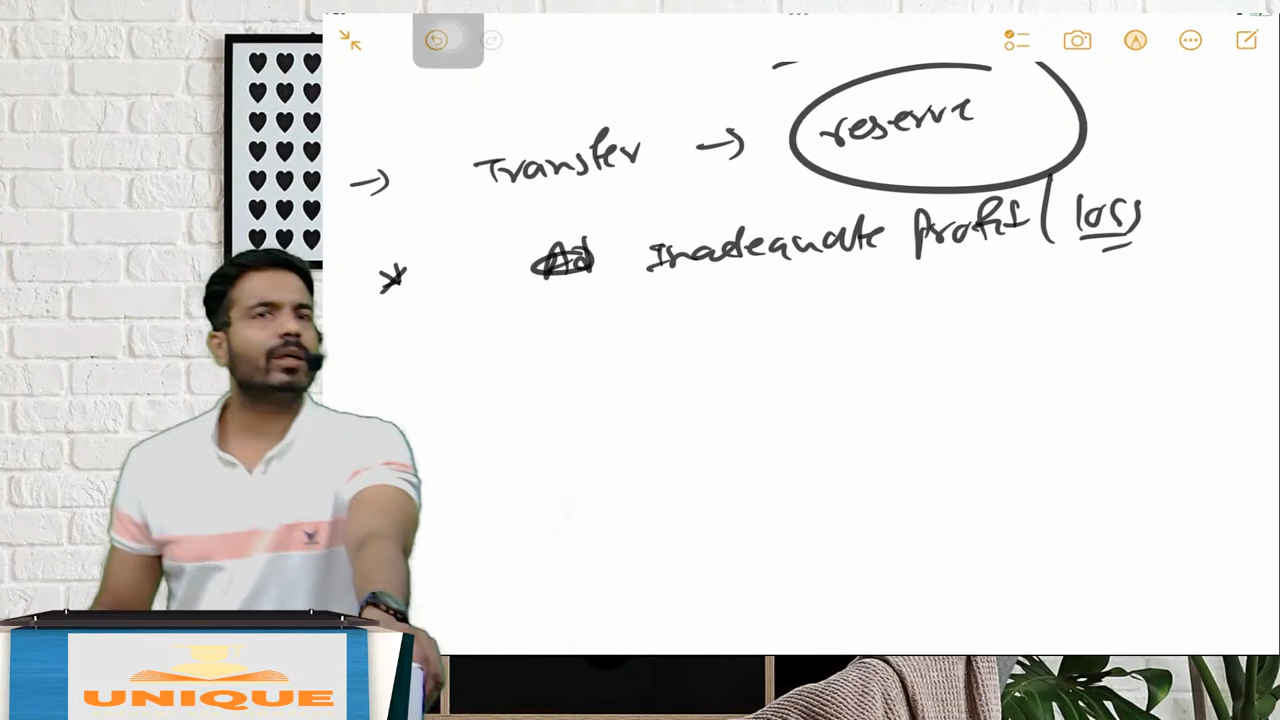 → Transfer → reserve
* Inadequate profit / loss
UNIQUE